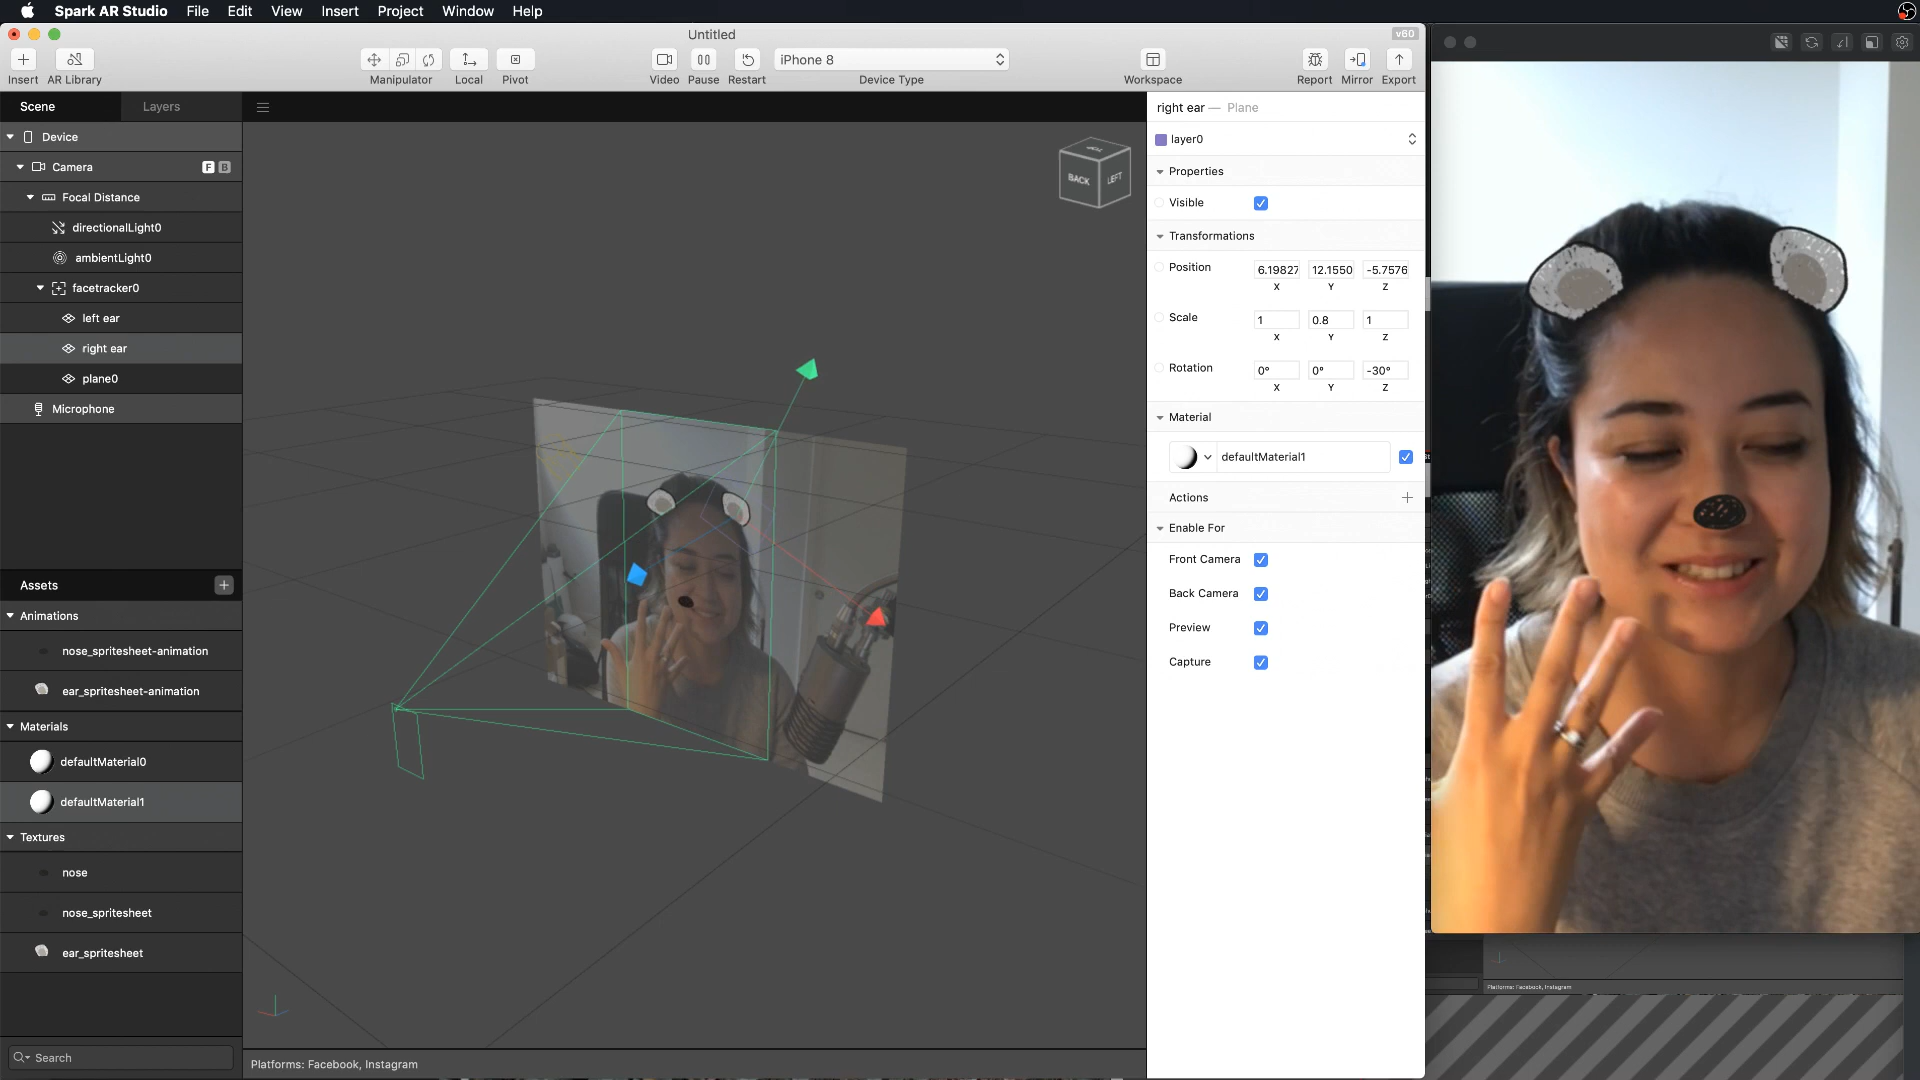 Spark AR Studio File Edit View Insert Project Window Help
Untitled
v60
iPhone 8
Insert AR Library Manipulator Local Pivot Video Pause Restart Device Type Workspace Report Mirror Export
Scene Layers
Device
Camera F B
Focal Distance
directionalLight0
ambientLight0
facetracker0
left ear
right ear
plane0
Microphone
Assets
Animations
nose_spritesheet-animation
ear_spritesheet-animation
Materials
defaultMaterial0
defaultMaterial1
Textures
nose
nose_spritesheet
ear_spritesheet
Search
TOP
BACK LEFT
Platforms: Facebook, Instagram
right ear — Plane
layer0
Properties
Visible
Transformations
Position 6.19827 12.1550 -5.7576
X Y Z
Scale 1 0.8 1
X Y Z
Rotation 0° 0° -30°
X Y Z
Material
defaultMaterial1
Actions
Enable For
Front Camera
Back Camera
Preview
Capture
Platforms: Facebook, Instagram